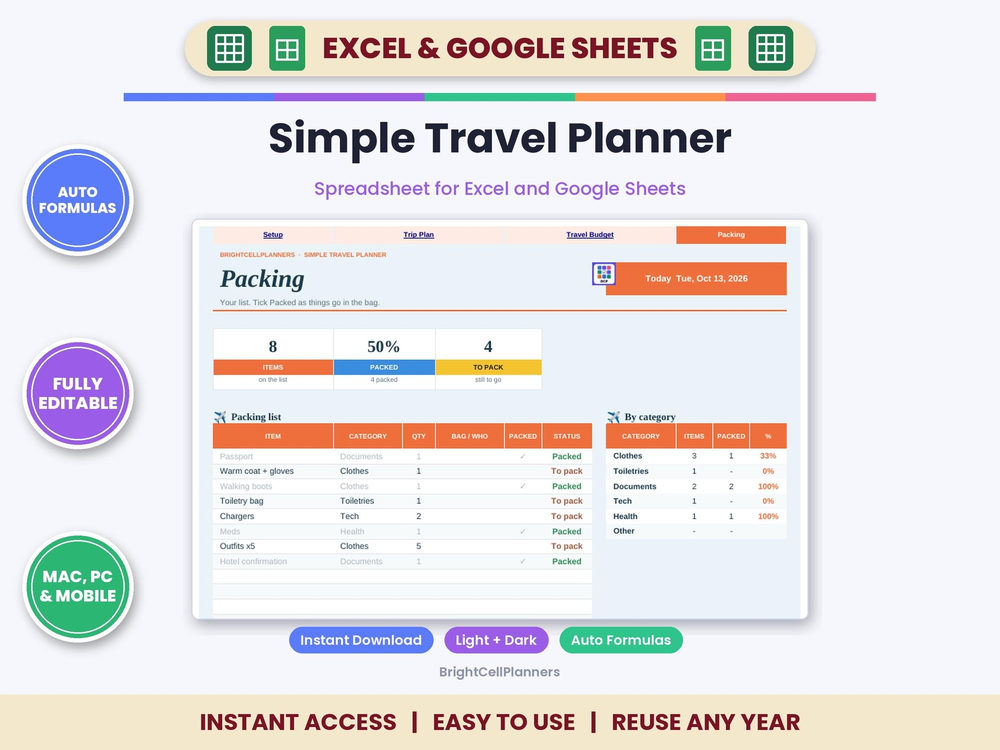 EXCEL & GOOGLE SHEETS
Simple Travel Planner
Spreadsheet for Excel and Google Sheets
AUTO
FORMULAS
FULLY
EDITABLE
MAC, PC
& MOBILE
Setup Trip Plan Travel Budget Packing
BRIGHTCELLPLANNERS · SIMPLE TRAVEL PLANNER
Packing
BCP
Today Tue, Oct 13, 2026
Your list. Tick Packed as things go in the bag.
8 50% 4
ITEMS PACKED TO PACK
on the list 4 packed still to go
Packing list
ITEM CATEGORY QTY BAG / WHO PACKED STATUS
Passport Documents 1 ✓ Packed
Warm coat + gloves Clothes 1 To pack
Walking boots Clothes 1 ✓ Packed
Toiletry bag Toiletries 1 To pack
Chargers Tech 2 To pack
Meds Health 1 ✓ Packed
Outfits x5 Clothes 5 To pack
Hotel confirmation Documents 1 ✓ Packed
By category
CATEGORY ITEMS PACKED %
Clothes 3 1 33%
Toiletries 1 - 0%
Documents 2 2 100%
Tech 1 - 0%
Health 1 1 100%
Other - -
Instant Download Light + Dark Auto Formulas
BrightCellPlanners
INSTANT ACCESS | EASY TO USE | REUSE ANY YEAR